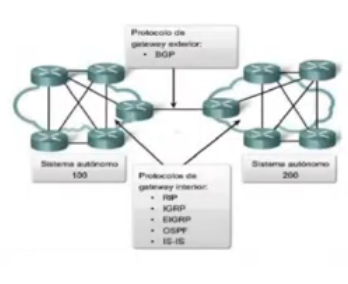 Protocolo de
gateway exterior:
• BGP
Sistema autónomo
100
Sistema autónomo
200
Protocolos de
gateway interior:
• RIP
• IGRP
• EIGRP
• OSPF
• IS-IS